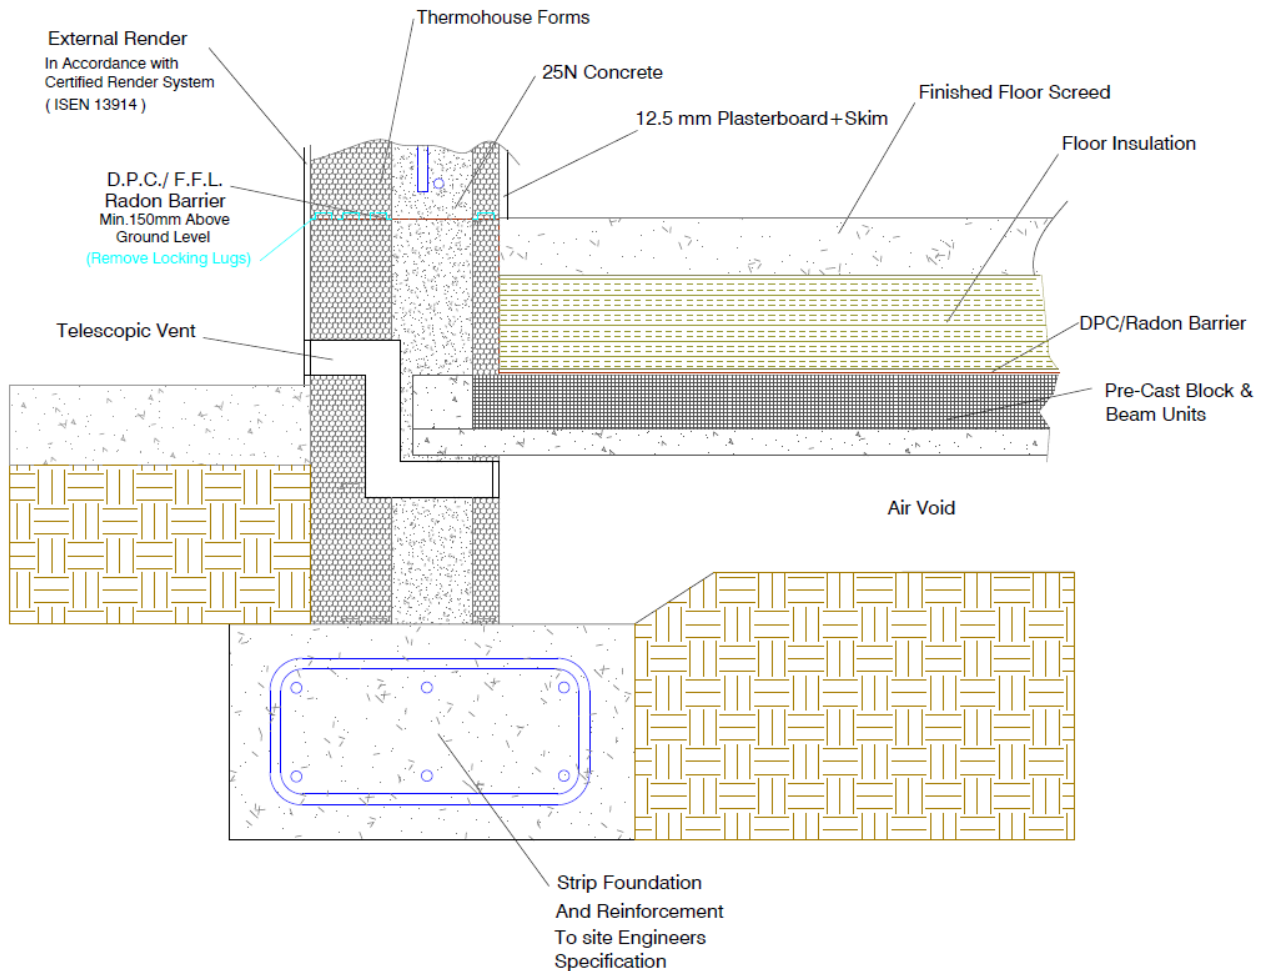 Thermohouse Forms
External Render
In Accordance with
Certified Render System
( ISEN 13914 )
25N Concrete
Finished Floor Screed
12.5 mm Plasterboard+Skim
Floor Insulation
D.P.C./ F.F.L.
Radon Barrier
Min.150mm Above
Ground Level
(Remove Locking Lugs)
Telescopic Vent
DPC/Radon Barrier
Pre-Cast Block &
Beam Units
Air Void
Strip Foundation
And Reinforcement
To site Engineers
Specification